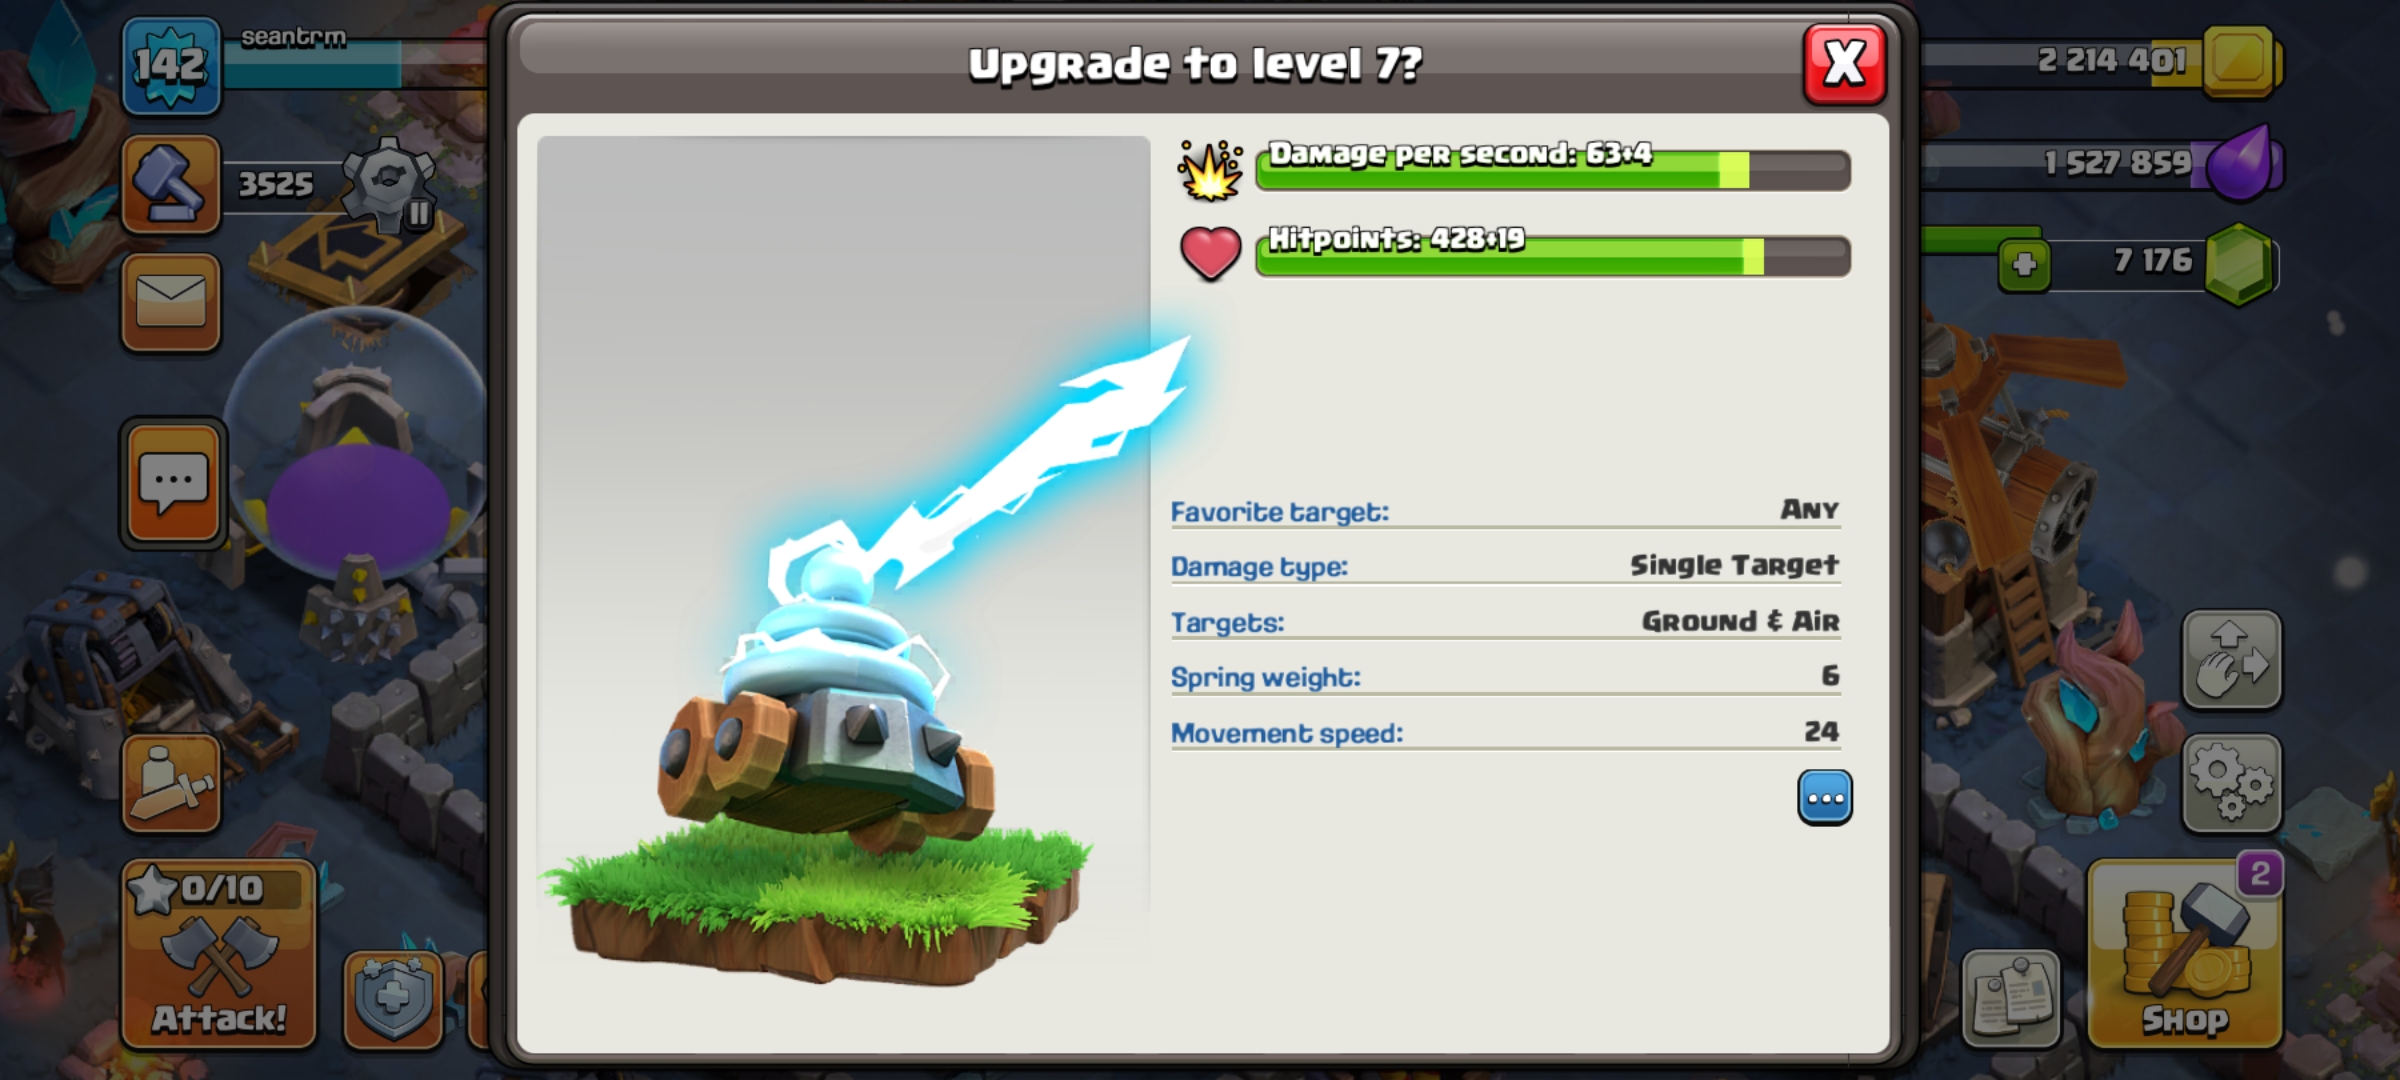 142
seantrm
3525
0/10
Attack!
Upgrade to level 7?
X
Damage per second: 63+4
Hitpoints: 428+19
Favorite target: Any
Damage type: Single Target
Targets: Ground & Air
Spring weight: 6
Movement speed: 24
2 214 401
1 527 859
7 176
2
Shop